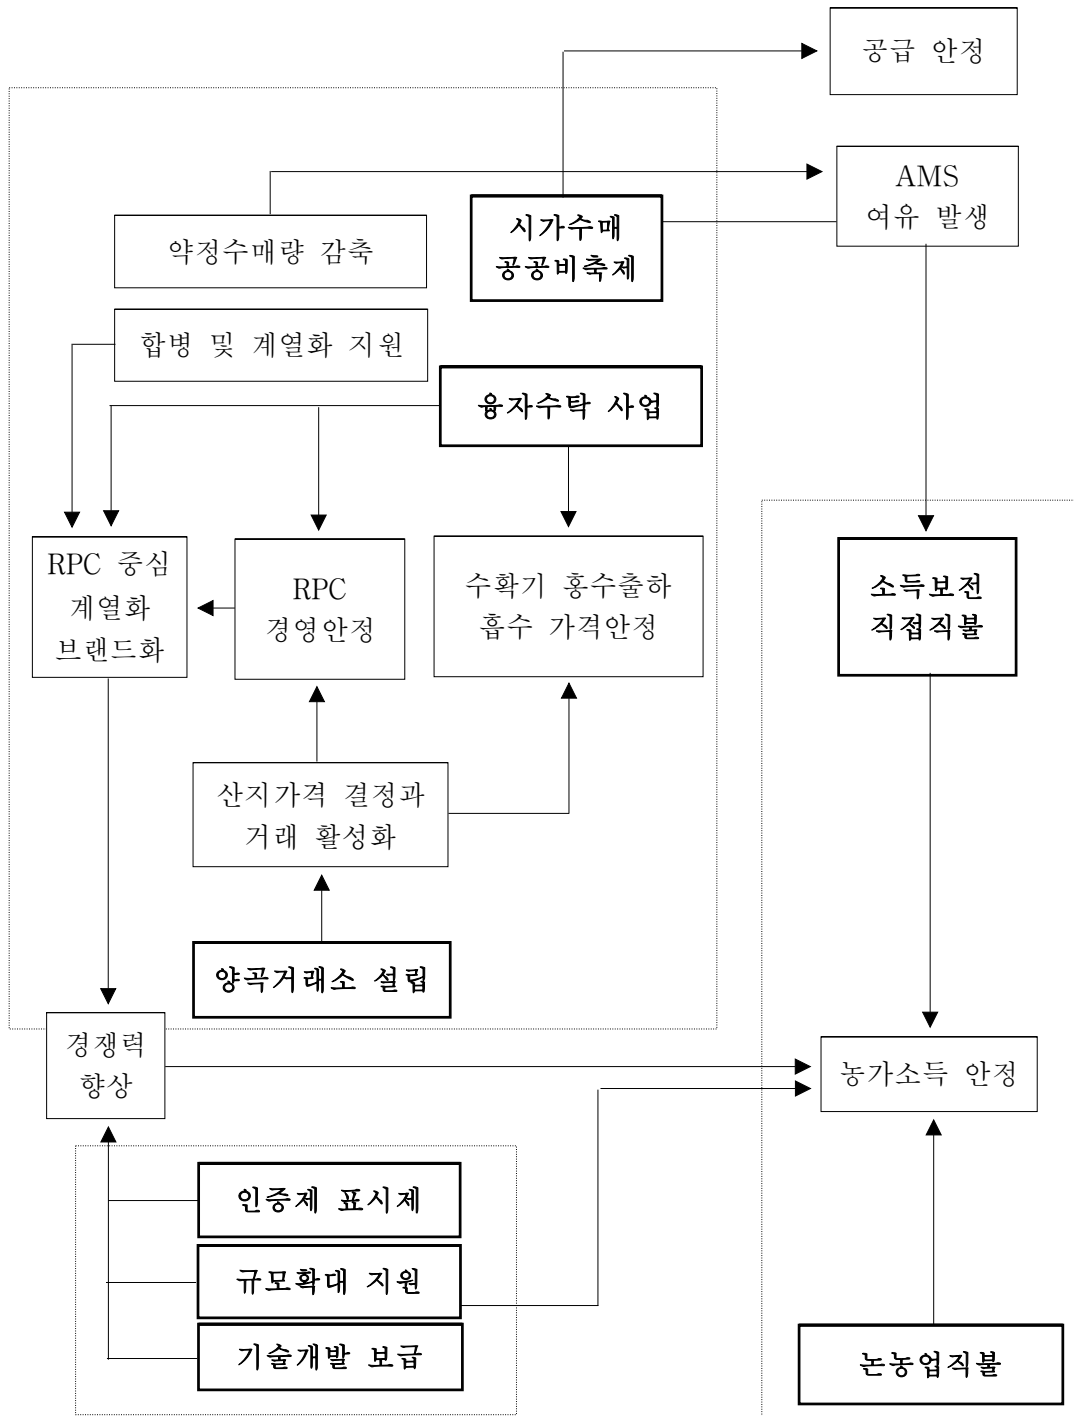 공급 안정
AMS
여유 발생
시가수매
공공비축제
약정수매량 감축
합병 및 계열화 지원
융자수탁 사업
RPC 중심
계열화
브랜드화
RPC
경영안정
수확기 홍수출하
흡수 가격안정
소득보전
직접직불
산지가격 결정과
거래 활성화
양곡거래소 설립
경쟁력
향상
농가소득 안정
인증제 표시제
규모확대 지원
기술개발 보급
논농업직불